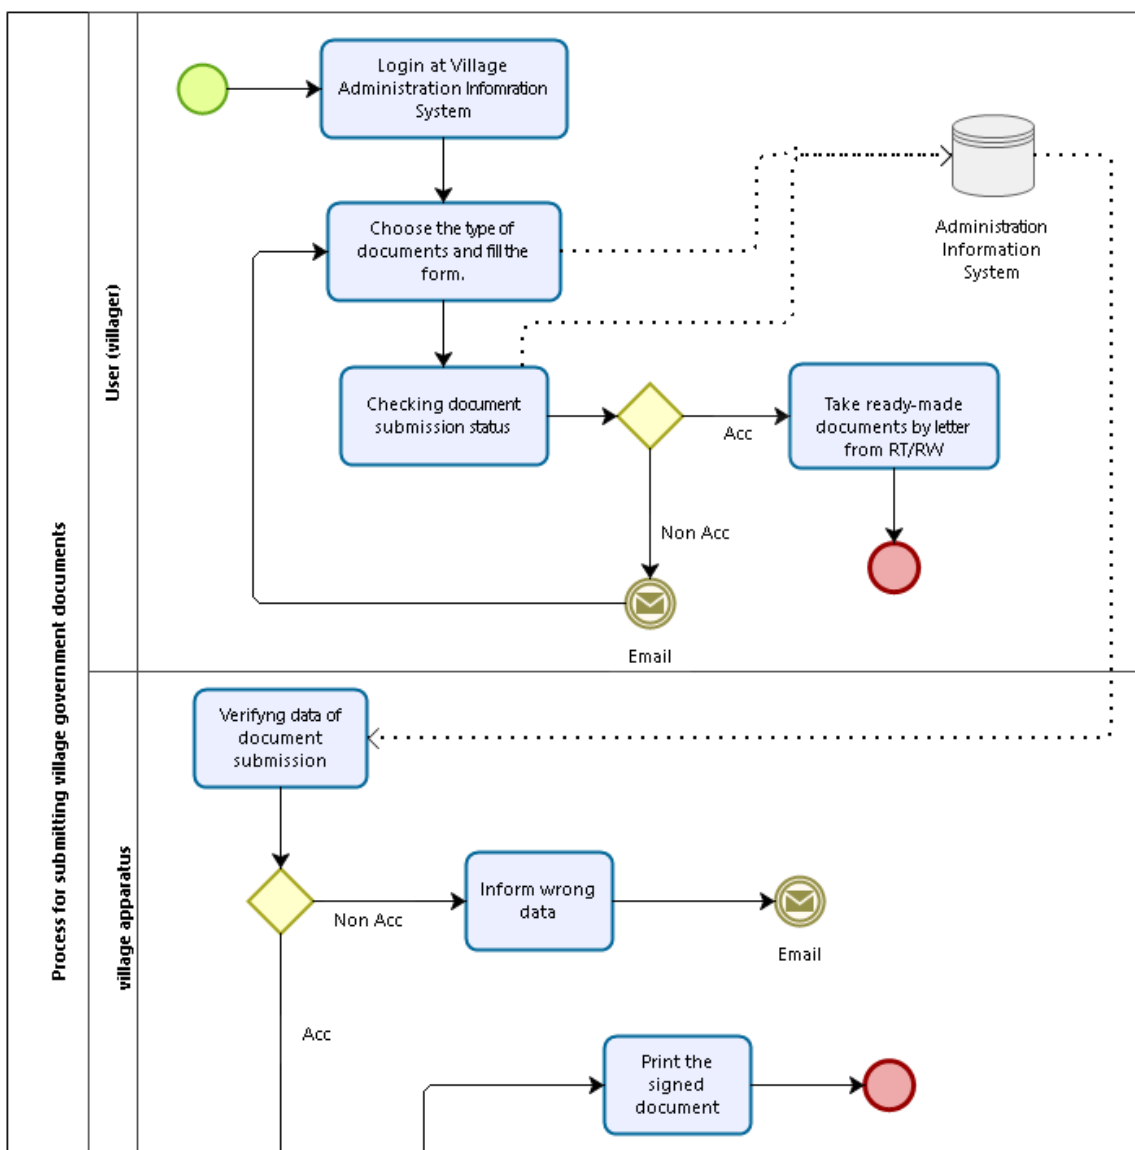 Process for submitting village government documents
User (villager)
Login at Village
Administration Infomration
System
Choose the type of
documents and fill the
form.
Administration
Information
System
Checking document
submission status
Acc
Take ready-made
documents by letter
from RT/RW
Non Acc
Email
village apparatus
Verifyng data of
document
submission
Non Acc
Inform wrong
data
Email
Acc
Print the
signed
document